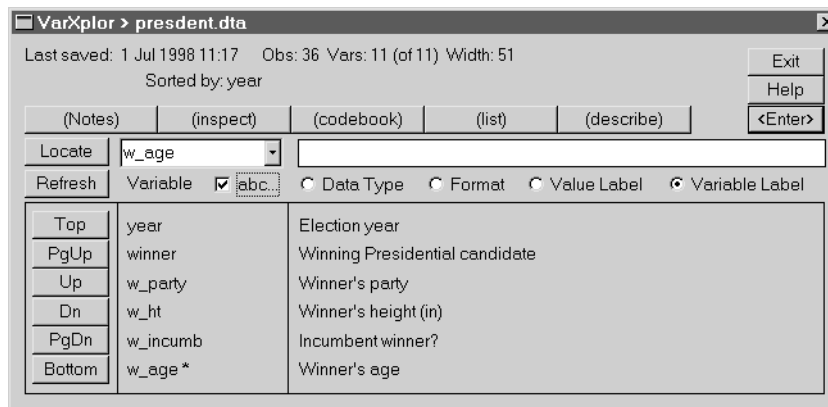 VarXplor > presdent.dta
Last saved: 1 Jul 1998 11:17 Obs: 36 Vars: 11 (of 11) Width: 51
Sorted by: year
Exit
Help
(Notes) (inspect) (codebook) (list) (describe) <Enter>
Locate w_age
Refresh Variable abc... Data Type Format Value Label Variable Label
Top year Election year
PgUp winner Winning Presidential candidate
Up w_party Winner's party
Dn w_ht Winner's height (in)
PgDn w_incumb Incumbent winner?
Bottom w_age * Winner's age